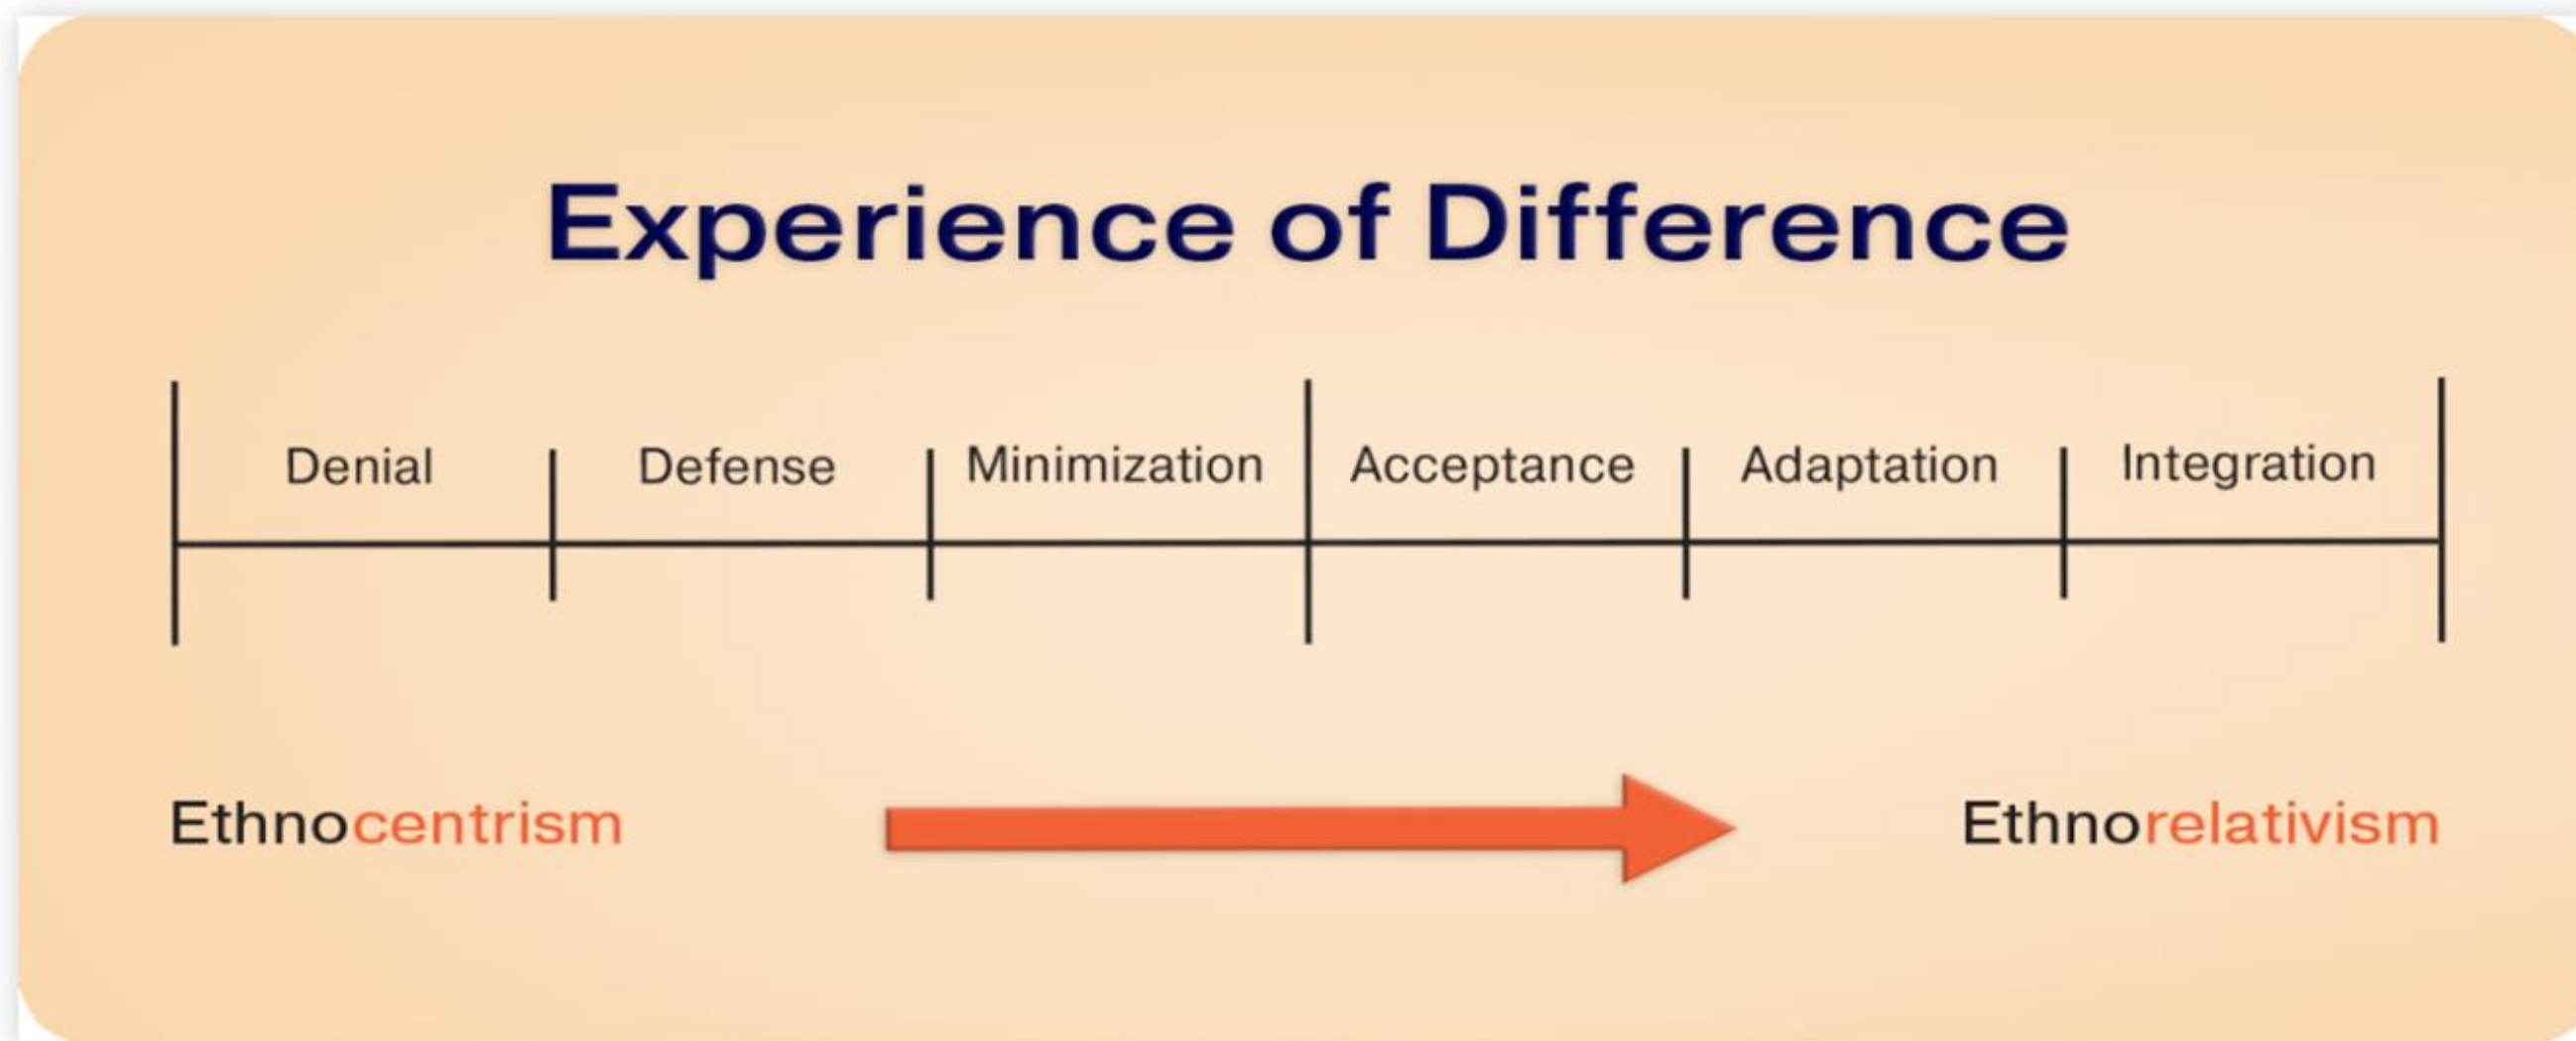 Experience of Difference
Denial Defense Minimization Acceptance Adaptation Integration
Ethnocentrism Ethnorelativism